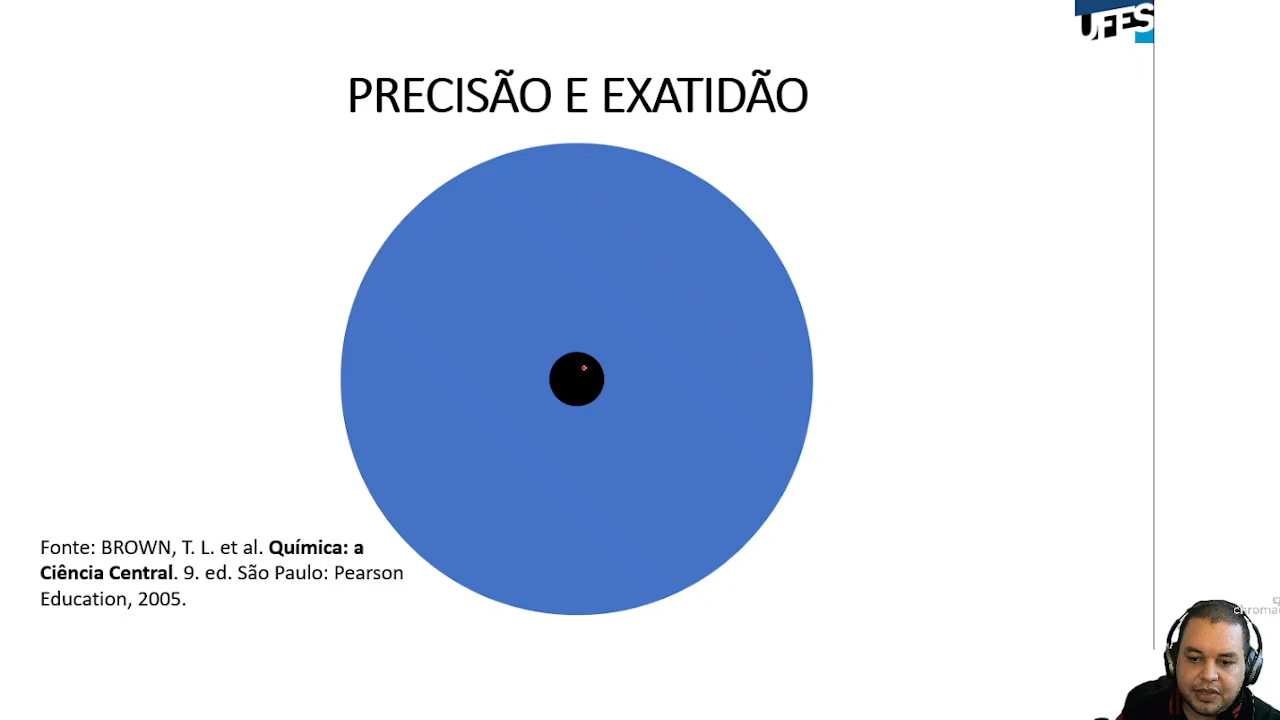 UFES
PRECISÃO E EXATIDÃO
Fonte: BROWN, T. L. et al. Química: a
Ciência Central. 9. ed. São Paulo: Pearson
Education, 2005.